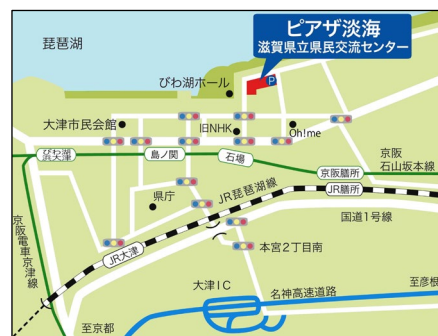 ピアザ淡海
滋賀県立県民交流センター
琵琶湖
びわ湖ホール
P
大津市民会館
旧NHK
Oh!me
びわ湖
浜大津
島ノ関
石場
京阪膳所
京阪
石山坂本線
JR琵琶湖線
JR膳所
県庁
国道1号線
京阪電車京津線
JR大津
本宮2丁目南
大津IC
名神高速道路
至彦根
至京都